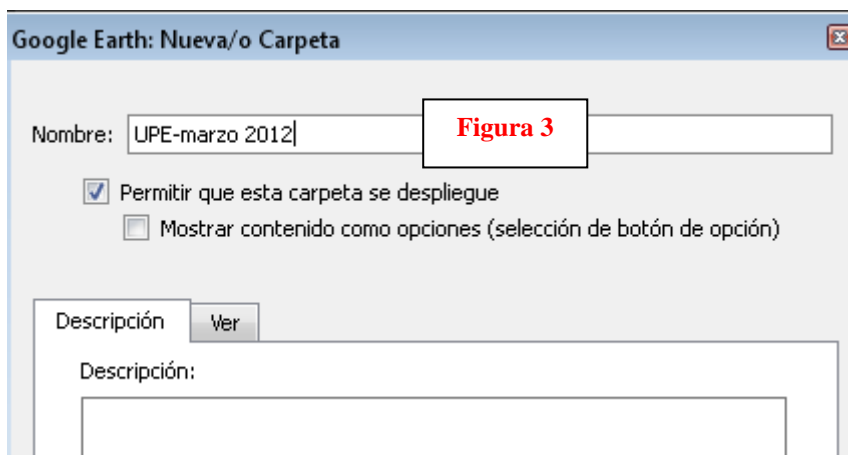 Google Earth: Nueva/o Carpeta
Nombre: UPE-marzo 2012
Figura 3
Permitir que esta carpeta se despliegue
Mostrar contenido como opciones (selección de botón de opción)
Descripción Ver
Descripción: